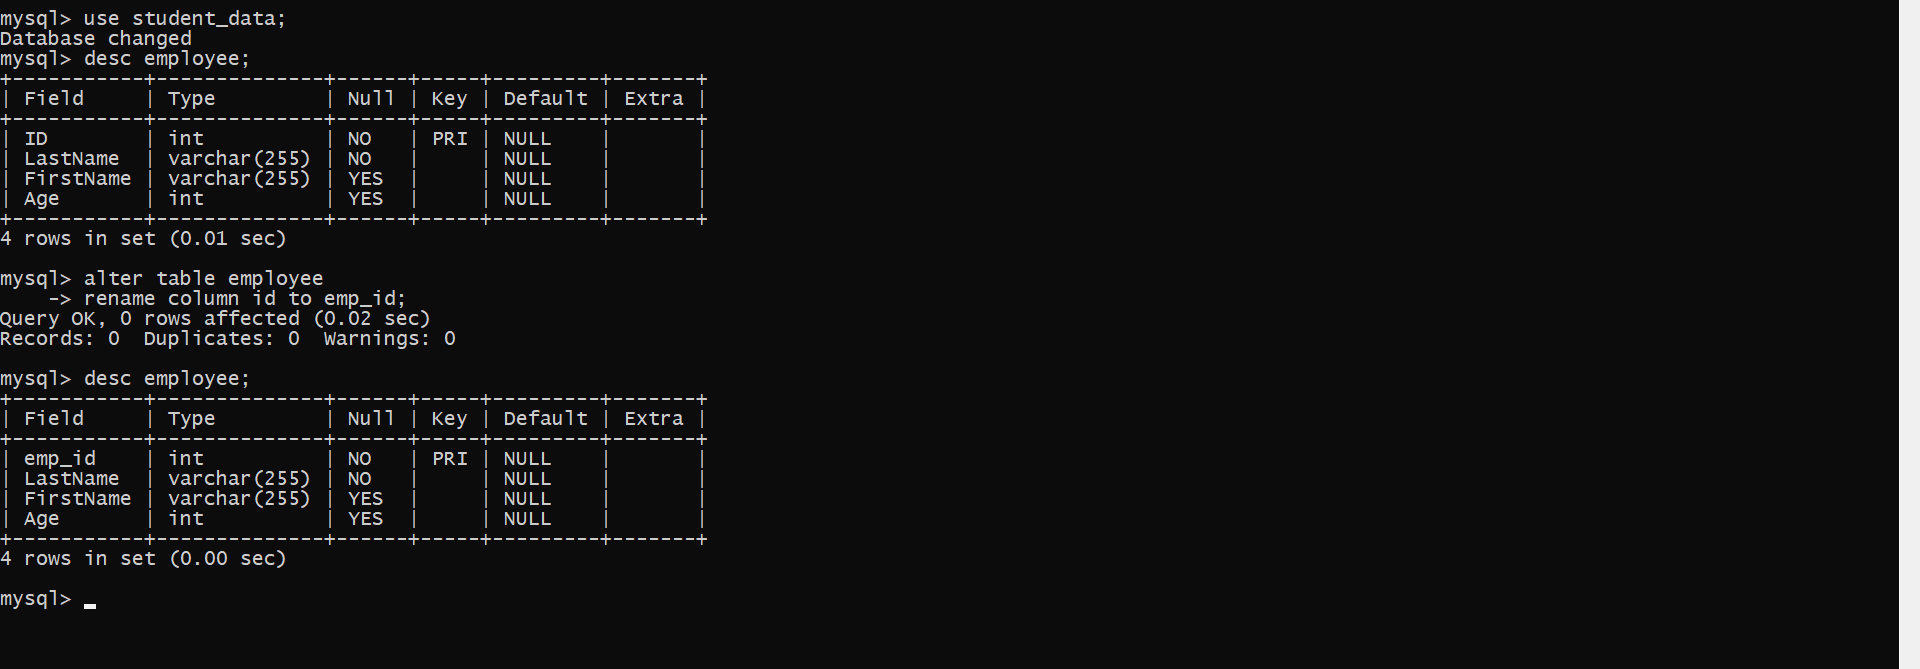 mysql> use student_data;
Database changed
mysql> desc employee;
+-----------+--------------+------+-----+---------+-------+
| Field     | Type         | Null | Key | Default | Extra |
+-----------+--------------+------+-----+---------+-------+
| ID        | int          | NO   | PRI | NULL    |       |
| LastName  | varchar(255) | NO   |     | NULL    |       |
| FirstName | varchar(255) | YES  |     | NULL    |       |
| Age       | int          | YES  |     | NULL    |       |
+-----------+--------------+------+-----+---------+-------+
4 rows in set (0.01 sec)

mysql> alter table employee
    -> rename column id to emp_id;
Query OK, 0 rows affected (0.02 sec)
Records: 0  Duplicates: 0  Warnings: 0

mysql> desc employee;
+-----------+--------------+------+-----+---------+-------+
| Field     | Type         | Null | Key | Default | Extra |
+-----------+--------------+------+-----+---------+-------+
| emp_id    | int          | NO   | PRI | NULL    |       |
| LastName  | varchar(255) | NO   |     | NULL    |       |
| FirstName | varchar(255) | YES  |     | NULL    |       |
| Age       | int          | YES  |     | NULL    |       |
+-----------+--------------+------+-----+---------+-------+
4 rows in set (0.00 sec)

mysql>